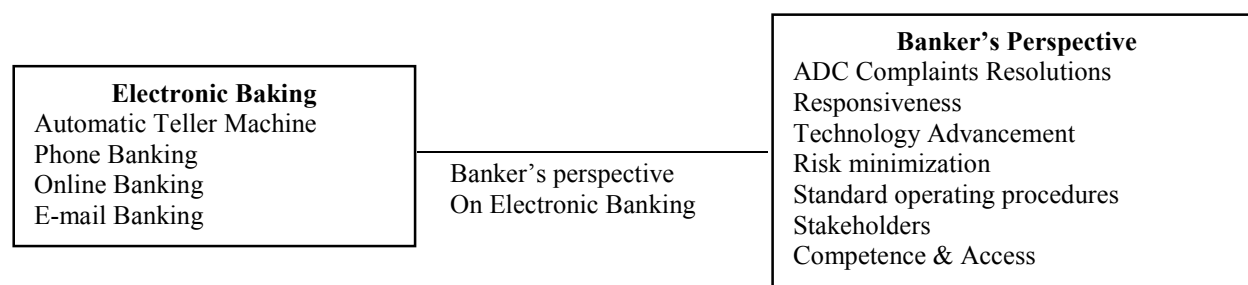 Electronic Baking
Automatic Teller Machine
Phone Banking
Online Banking
E-mail Banking
Banker’s perspective
On Electronic Banking
Banker’s Perspective
ADC Complaints Resolutions
Responsiveness
Technology Advancement
Risk minimization
Standard operating procedures
Stakeholders
Competence & Access